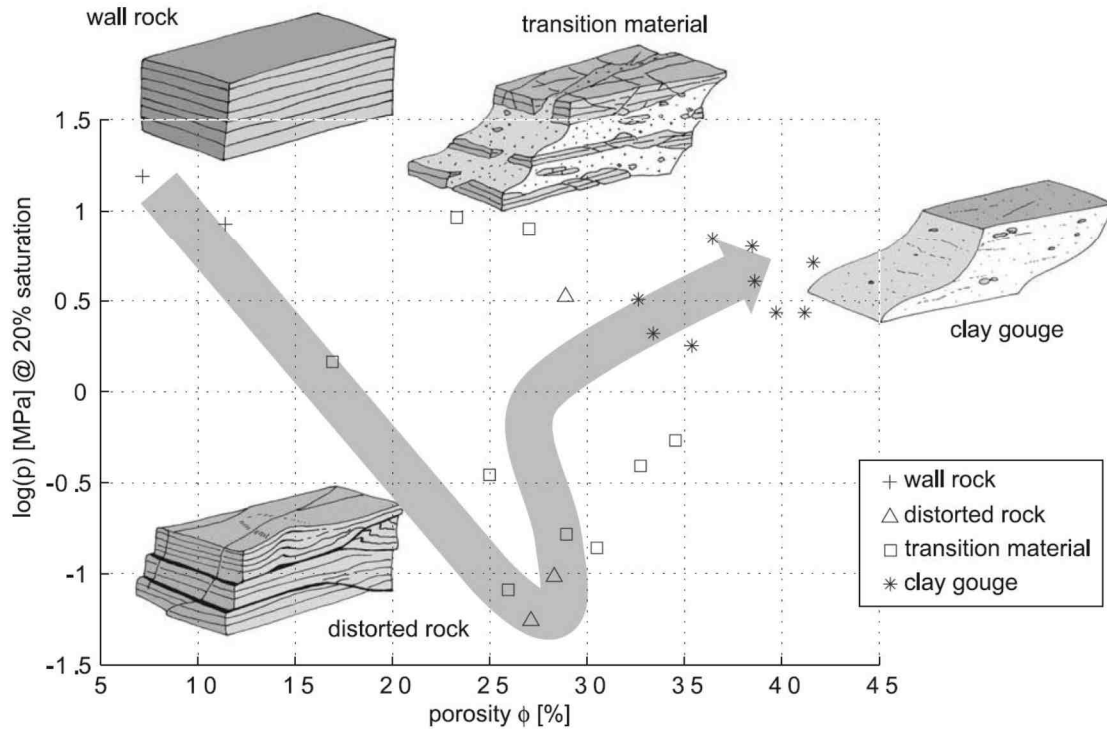 wall rock
transition material
1.5
1
0.5
0
-0.5
-1
-1.5
log(p) [MPa] @ 20% saturation
clay gouge
distorted rock
wall rock
distorted rock
transition material
clay gouge
5 10 15 20 25 30 35 40 45
porosity ϕ [%]